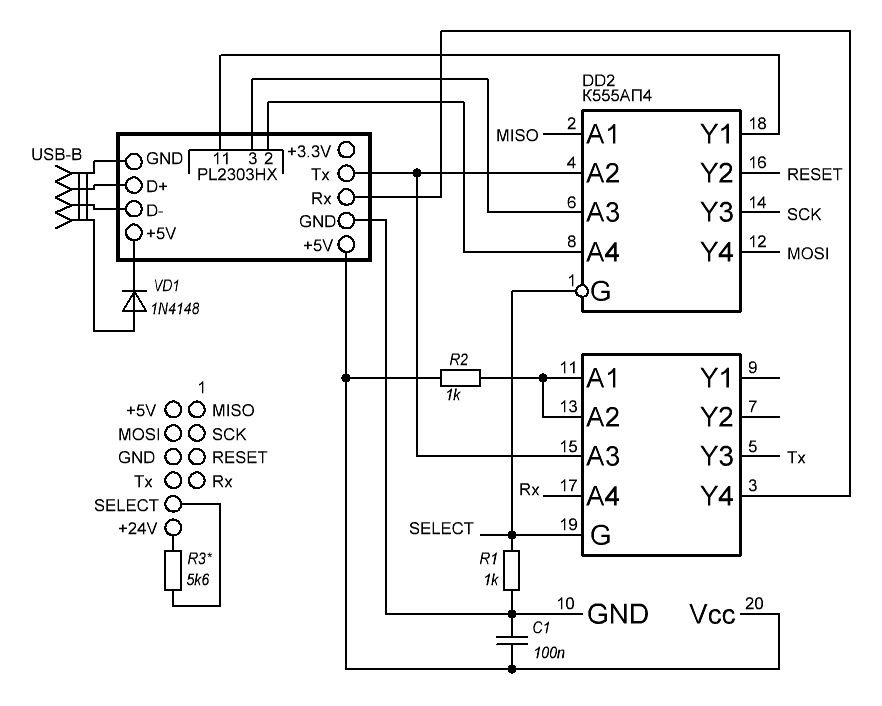 DD2
К555АП4
USB-B
GND
D+
D-
+5V
11 3 2
PL2303HX
+3.3V
Tx
Rx
GND
+5V
VD1
1N4148
MISO 2 A1 Y1 18
4 A2 Y2 16 RESET
6 A3 Y3 14 SCK
8 A4 Y4 12 MOSI
1 G
R2
1k
11 A1 Y1 9
13 A2 Y2 7
15 A3 Y3 5 Tx
Rx 17 A4 Y4 3
SELECT 19 G
1
+5V MISO
MOSI SCK
GND RESET
Tx Rx
SELECT
+24V
R3*
5k6
R1
1k
10 GND Vcc 20
C1
100n